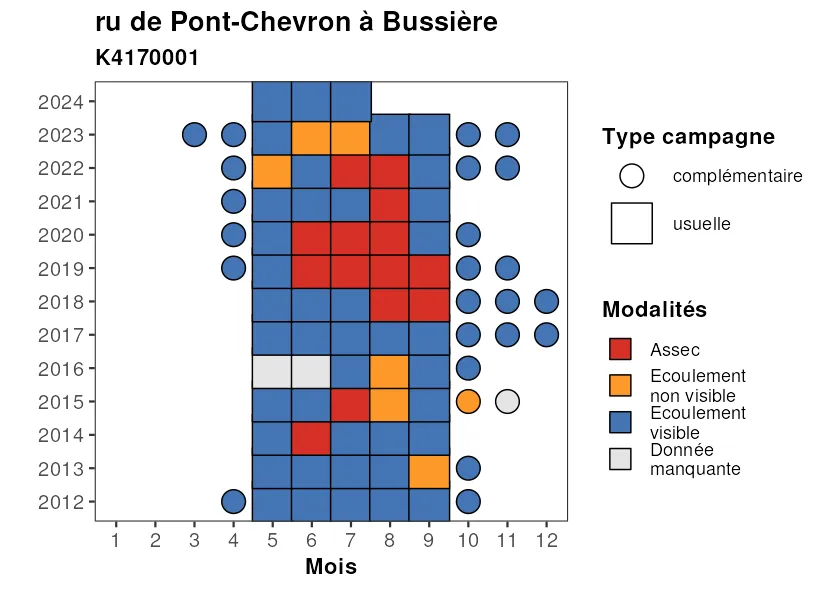 ru de Pont-Chevron à Bussière
K4170001
2024
2023
2022
2021
2020
2019
2018
2017
2016
2015
2014
2013
2012
1 2 3 4 5 6 7 8 9 10 11 12
Mois
Type campagne
complémentaire
usuelle
Modalités
Assec
Ecoulement
non visible
Ecoulement
visible
Donnée
manquante